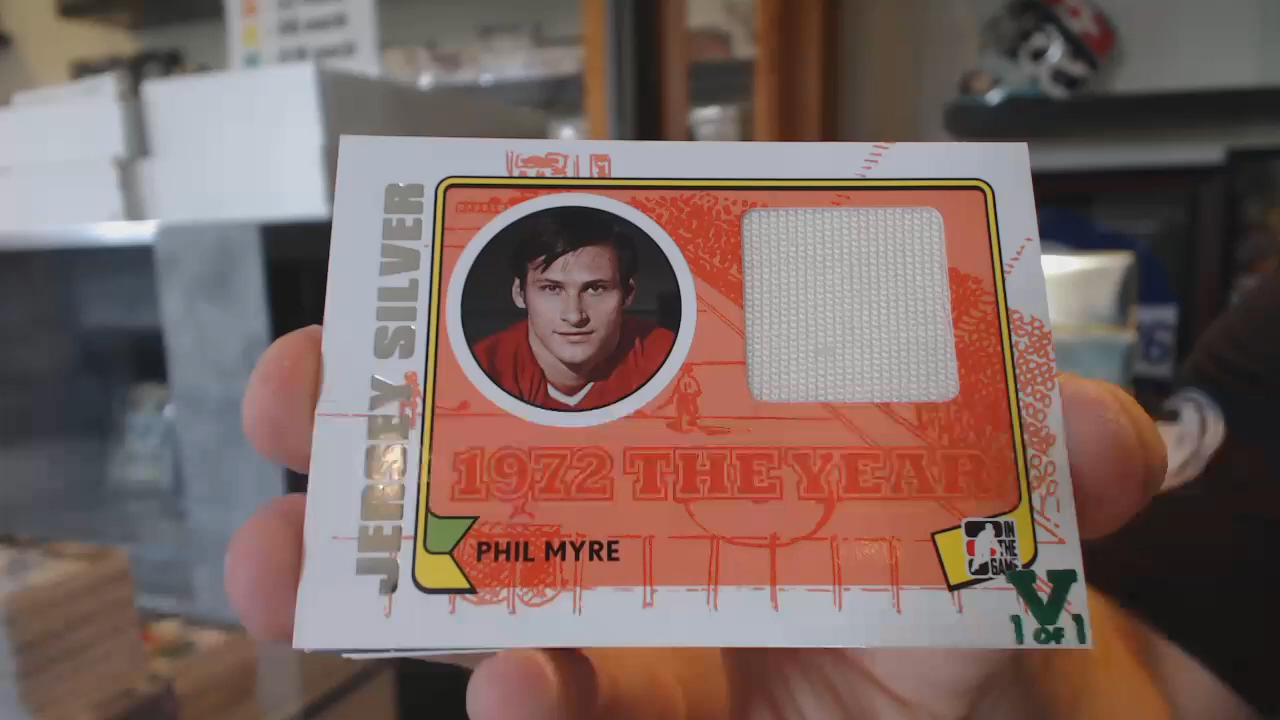 JERSEY SILVER
1972 THE YEAR
PHIL MYRE
IN
THE
GAME
V
1 OF 1